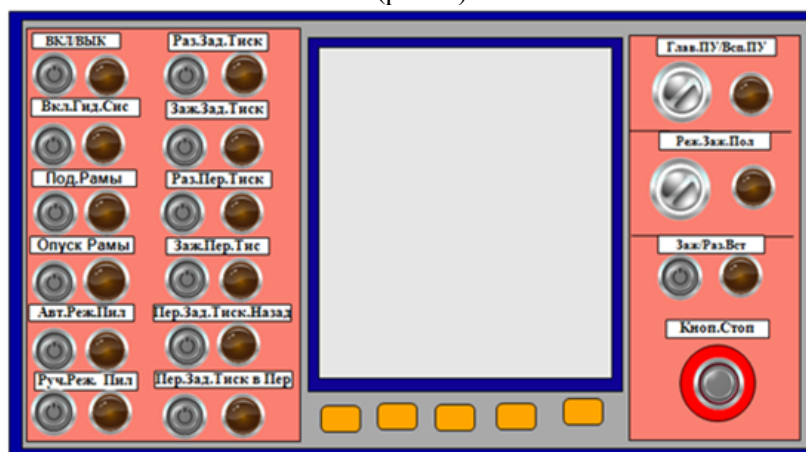 ВКЛ/ВЫК
Раз.Зад.Тиск
Вкл.Гид.Сис
Заж.Зад.Тиск
Под.Рамы
Раз.Пер.Тиск
Опуск Рамы
Заж.Пер.Тис
Авт.Реж.Пил
Пер.Зад.Тиск.Назад
Руч.Реж. Пил
Пер.Зад.Тиск в Пер
Глав.ПУ/Всп.ПУ
Реж.Заж.Пол
Заж/Раз.Вст
Кноп.Стоп